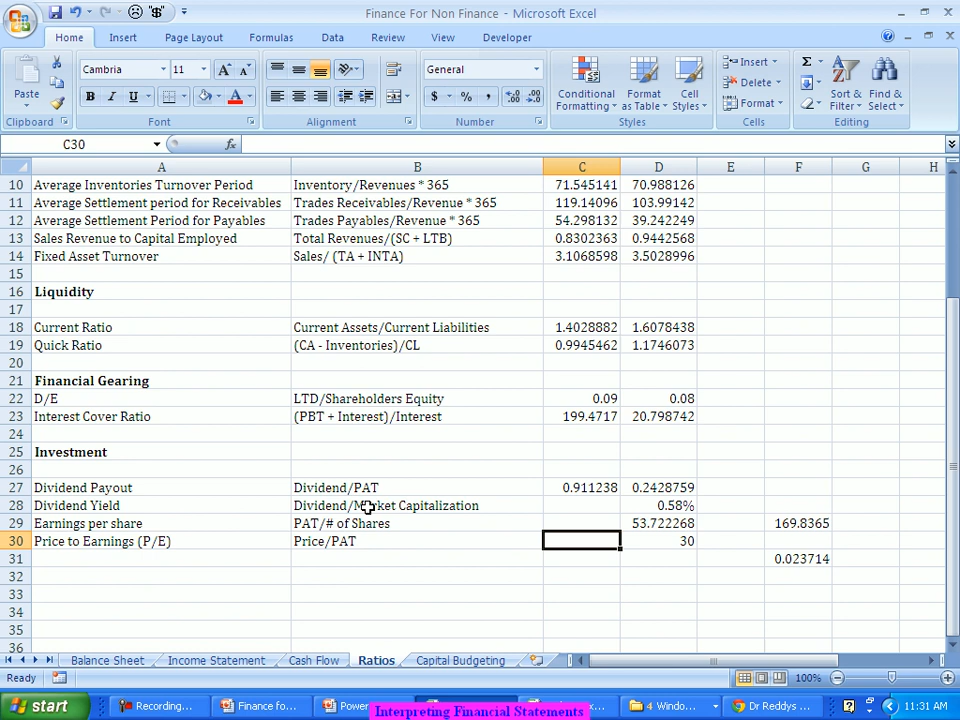 Finance For Non Finance - Microsoft Excel
Home Insert Page Layout Formulas Data Review View Developer
Paste
Cambria 11
B I U
General
$ % ,
Conditional Formatting
Format as Table
Cell Styles
Insert
Delete
Format
Sort & Filter
Find & Select
Clipboard Font Alignment Number Styles Cells Editing
C30 fx
A B C D E F G H
10 Average Inventories Turnover Period Inventory/Revenues * 365 71.545141 70.988126
11 Average Settlement period for Receivables Trades Receivables/Revenue * 365 119.14096 103.99142
12 Average Settlement Period for Payables Trades Payables/Revenue * 365 54.298132 39.242249
13 Sales Revenue to Capital Employed Total Revenues/(SC + LTB) 0.8302363 0.9442568
14 Fixed Asset Turnover Sales/ (TA + INTA) 3.1068598 3.5028996
15
16 Liquidity
17
18 Current Ratio Current Assets/Current Liabilities 1.4028882 1.6078438
19 Quick Ratio (CA - Inventories)/CL 0.9945462 1.1746073
20
21 Financial Gearing
22 D/E LTD/Shareholders Equity 0.09 0.08
23 Interest Cover Ratio (PBT + Interest)/Interest 199.4717 20.798742
24
25 Investment
26
27 Dividend Payout Dividend/PAT 0.911238 0.2428759
28 Dividend Yield Dividend/Market Capitalization 0.58%
29 Earnings per share PAT/# of Shares 53.722268 169.8365
30 Price to Earnings (P/E) Price/PAT 30
31 0.023714
32
33
34
35
36
Balance Sheet Income Statement Cash Flow Ratios Capital Budgeting
Ready 100%
start Recording... Finance fo... Power 4 Windo... Dr Reddys ... 11:31 AM
Interpreting Financial Statements